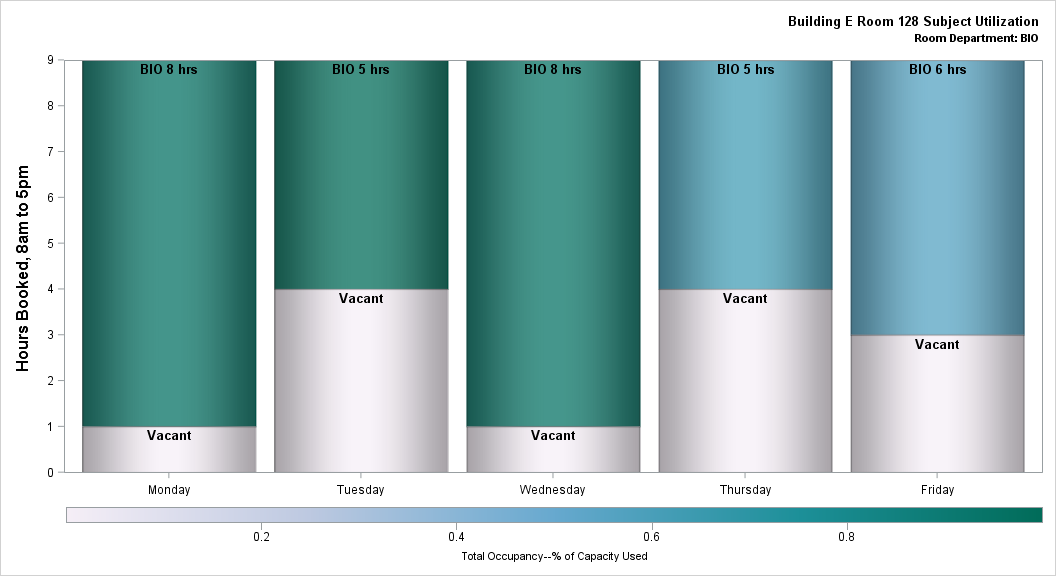 Building E Room 128 Subject Utilization
Room Department: BIO
Hours Booked, 8am to 5pm
9
8
7
6
5
4
3
2
1
0
BIO 8 hrs
BIO 5 hrs
BIO 8 hrs
BIO 5 hrs
BIO 6 hrs
Vacant
Vacant
Vacant
Vacant
Vacant
Monday
Tuesday
Wednesday
Thursday
Friday
0.2
0.4
0.6
0.8
Total Occupancy--% of Capacity Used